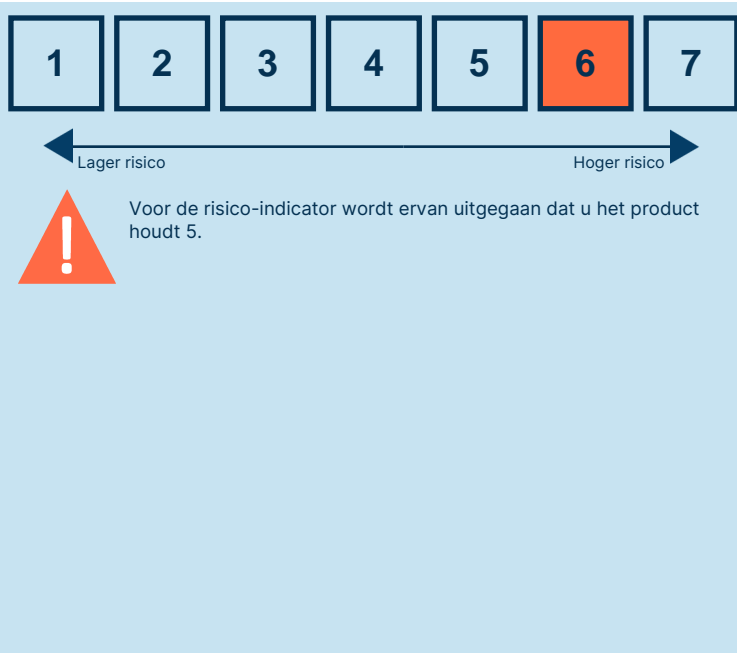 1 2 3 4 5 6 7
Lager risico Hoger risico
Voor de risico-indicator wordt ervan uitgegaan dat u het product
houdt 5.